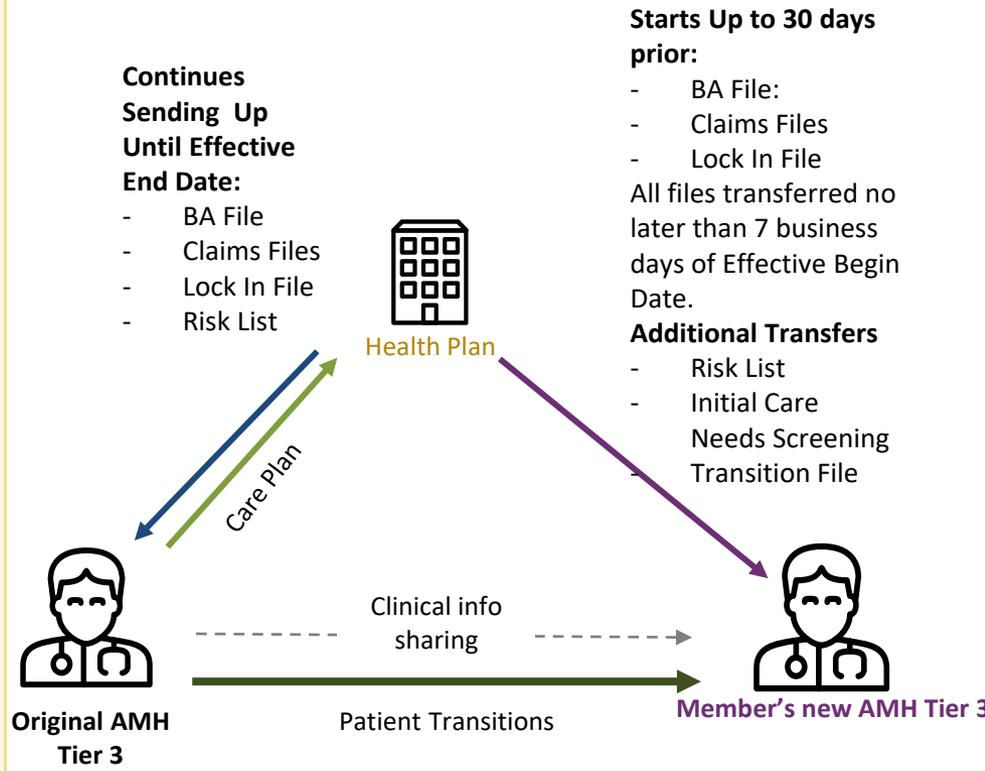 Continues
Sending Up
Until Effective
End Date:
- BA File
- Claims Files
- Lock In File
- Risk List
Starts Up to 30 days
prior:
- BA File:
- Claims Files
- Lock In File
All files transferred no
later than 7 business
days of Effective Begin
Date.
Additional Transfers
- Risk List
- Initial Care
Needs Screening
- Transition File
Health Plan
Care Plan
Clinical info
sharing
Patient Transitions
Original AMH
Tier 3
Member's new AMH Tier 3